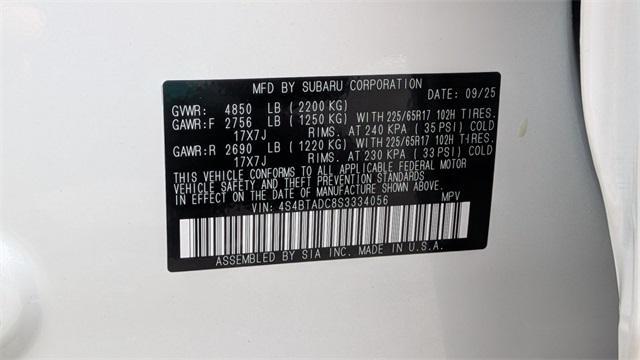 MFD BY SUBARU CORPORATION DATE: 09/25
GVWR: 4850 LB (2200 KG)
GAWR:F 2756 LB (1250 KG) WITH 225/65R17 102H TIRES.
17X7J RIMS. AT 240 KPA (35 PSI) COLD
GAWR:R 2690 LB (1220 KG) WITH 225/65R17 102H TIRES.
17X7J RIMS. AT 230 KPA (33 PSI) COLD
THIS VEHICLE CONFORMS TO ALL APPLICABLE FEDERAL MOTOR
VEHICLE SAFETY AND THEFT PREVENTION STANDARDS
IN EFFECT ON THE DATE OF MANUFACTURE SHOWN ABOVE.
VIN: 4S4BTADC8S3334056 MPV
ASSEMBLED BY SIA INC. MADE IN U.S.A.